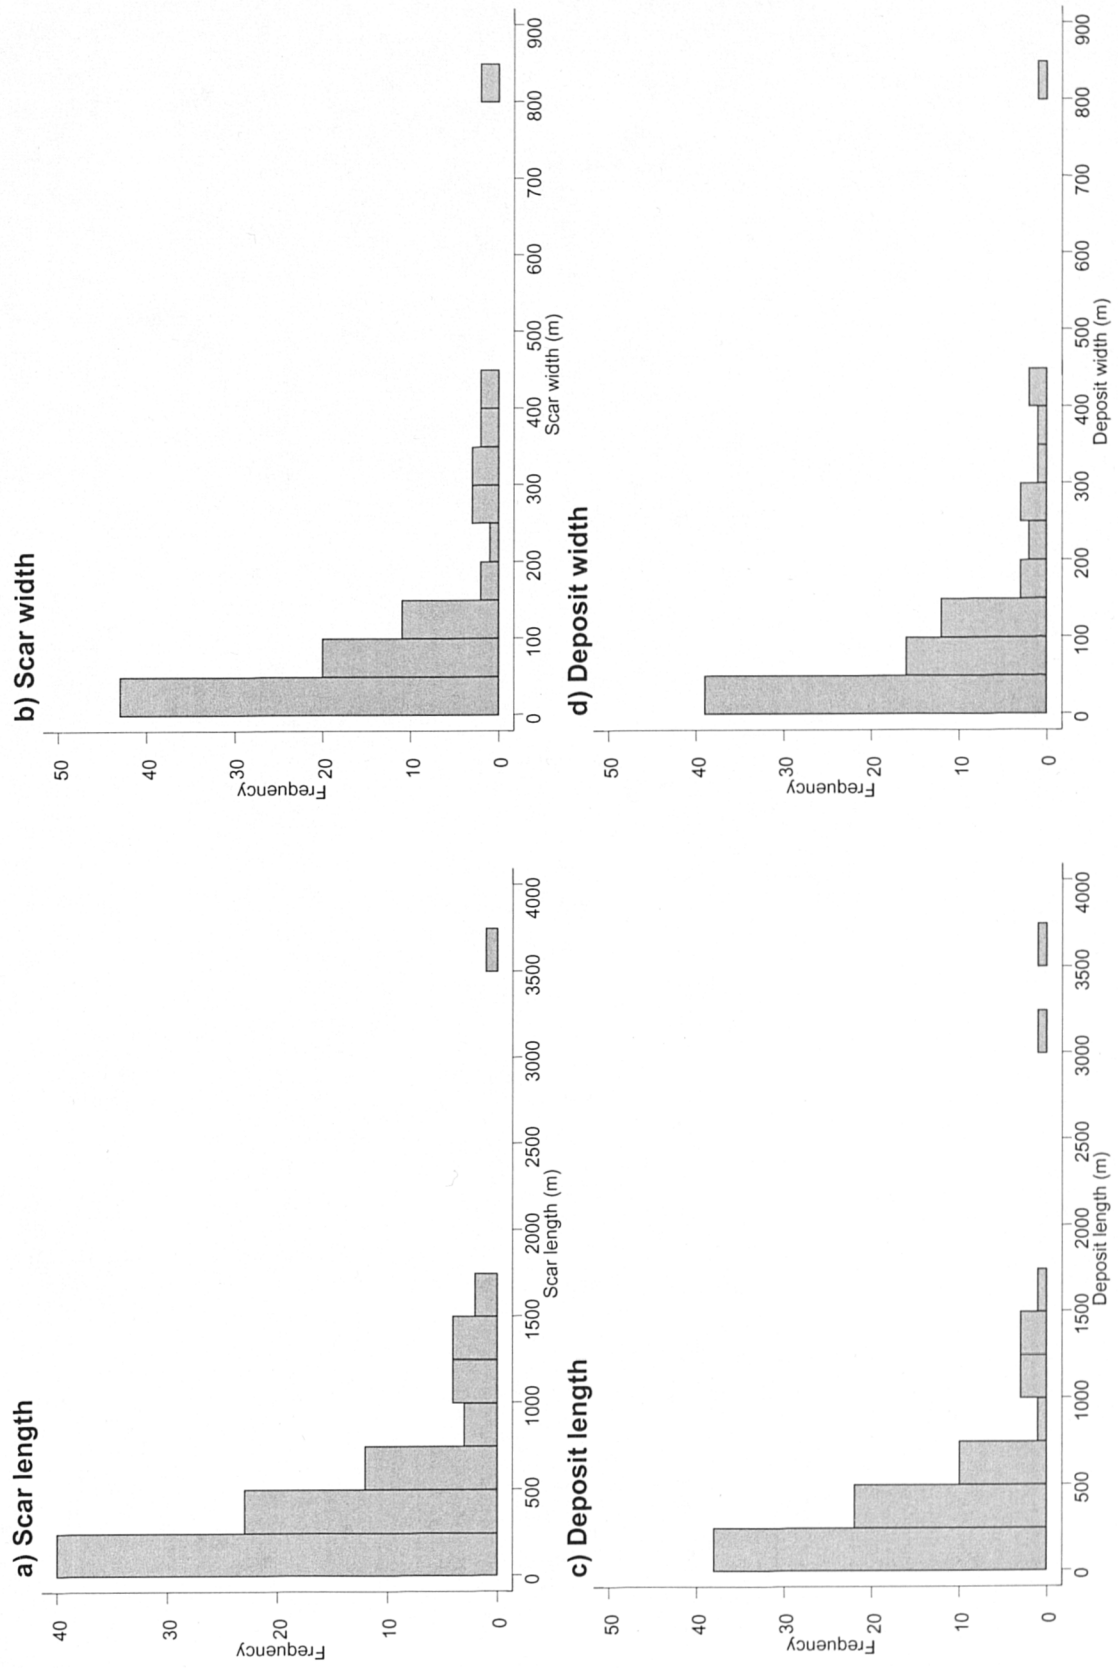 a) Scar length
Frequency
40
30
20
10
0
0 500 1000 1500 2000 2500 3000 3500 4000
Scar length (m)
b) Scar width
Frequency
50
40
30
20
10
0
0 100 200 300 400 500 600 700 800 900
Scar width (m)
c) Deposit length
Frequency
50
40
30
20
10
0
0 500 1000 1500 2000 2500 3000 3500 4000
Deposit length (m)
d) Deposit width
Frequency
50
40
30
20
10
0
0 100 200 300 400 500 600 700 800 900
Deposit width (m)